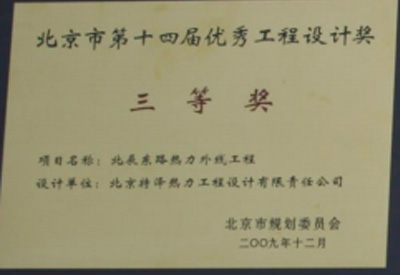 北京市第十四届优秀工程设计奖
三等奖
项目名称：北辰东路热力外线工程
设计单位：北京特泽热力工程设计有限责任公司
北京市规划委员会
二〇〇九年十二月